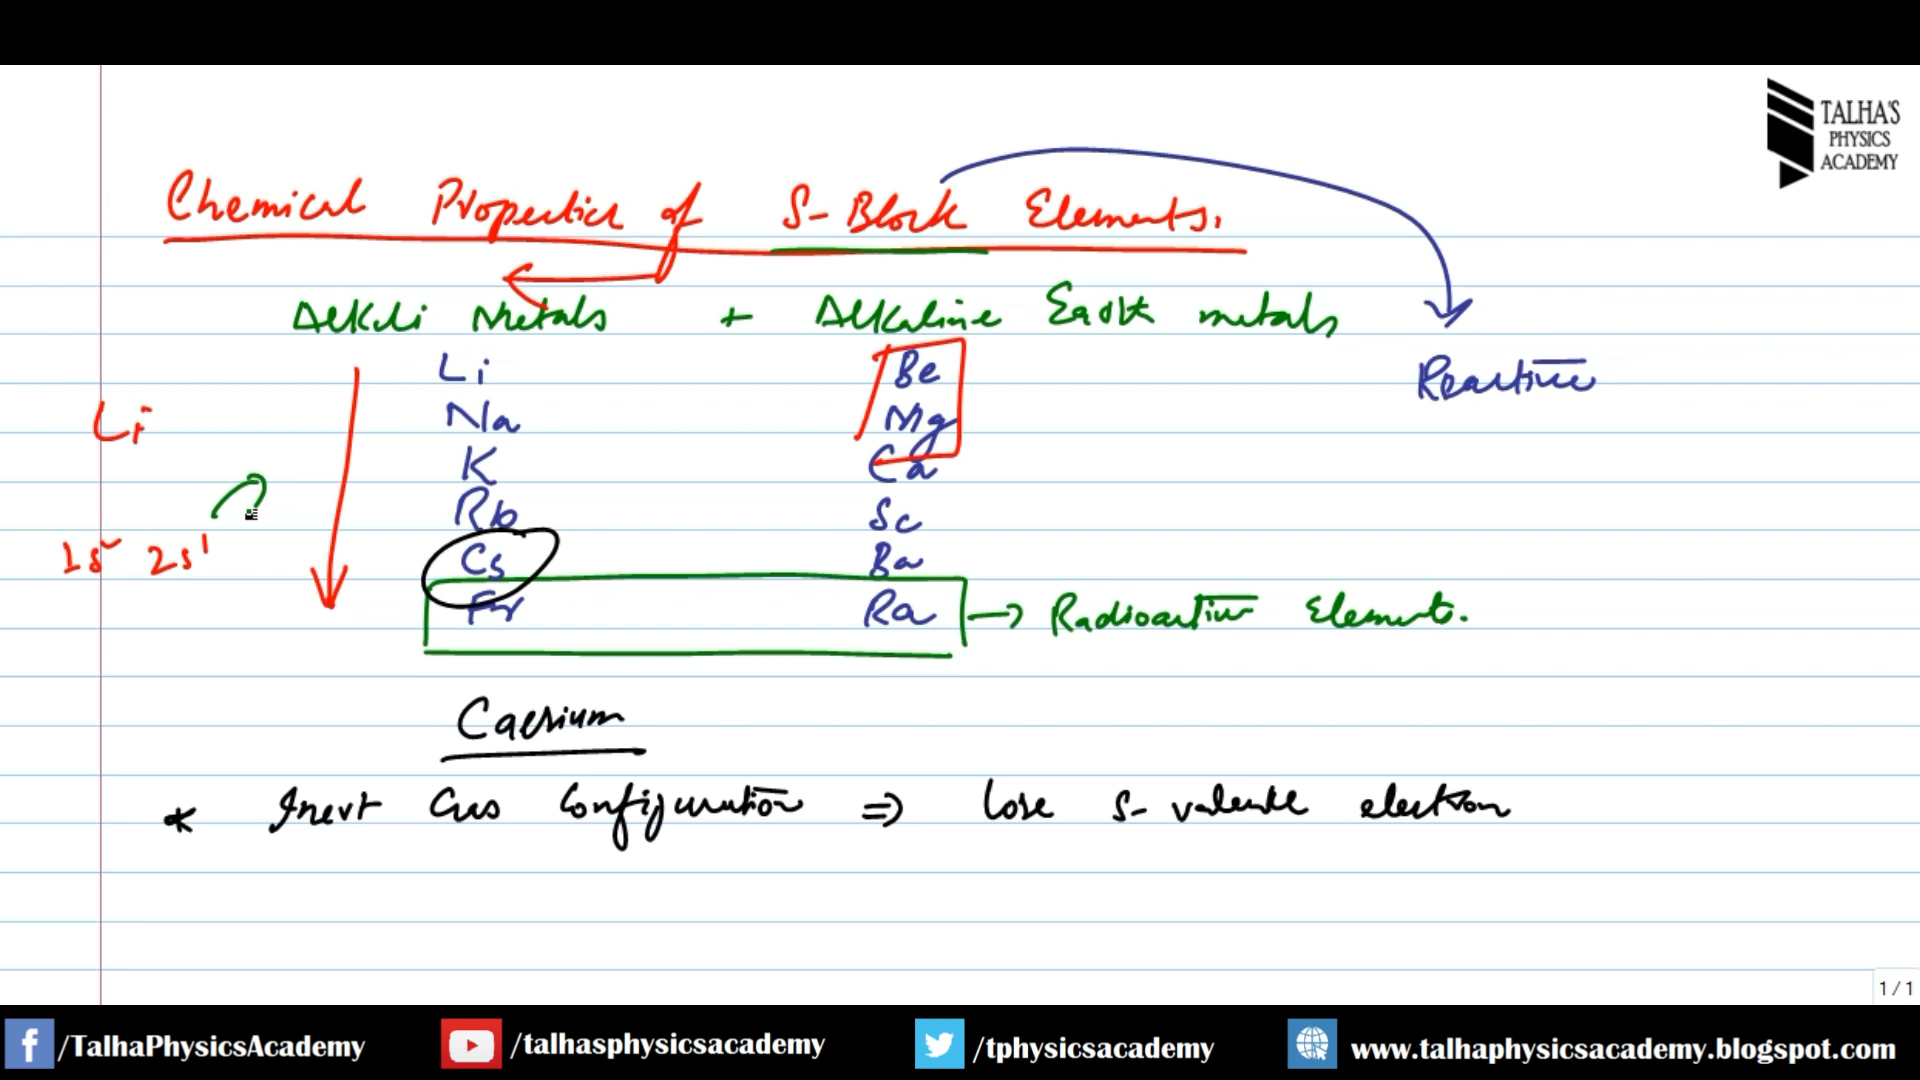 TALHA'S
PHYSICS
ACADEMY
Chemical Properties of S-Block Elements.
Alkali Metals + Alkaline Earth metals
Li Be
Reactive
Na Mg
Li
K Ca
Rb Sc
1s² 2s¹
Cs Ba
Fr Ra → Radioactive Elements.
Caesium
* Inert Gas Configuration ⇒ lose s-valence electron
1 / 1
/TalhaPhysicsAcademy /talhasphysicsacademy /tphysicsacademy www.talhaphysicsacademy.blogspot.com